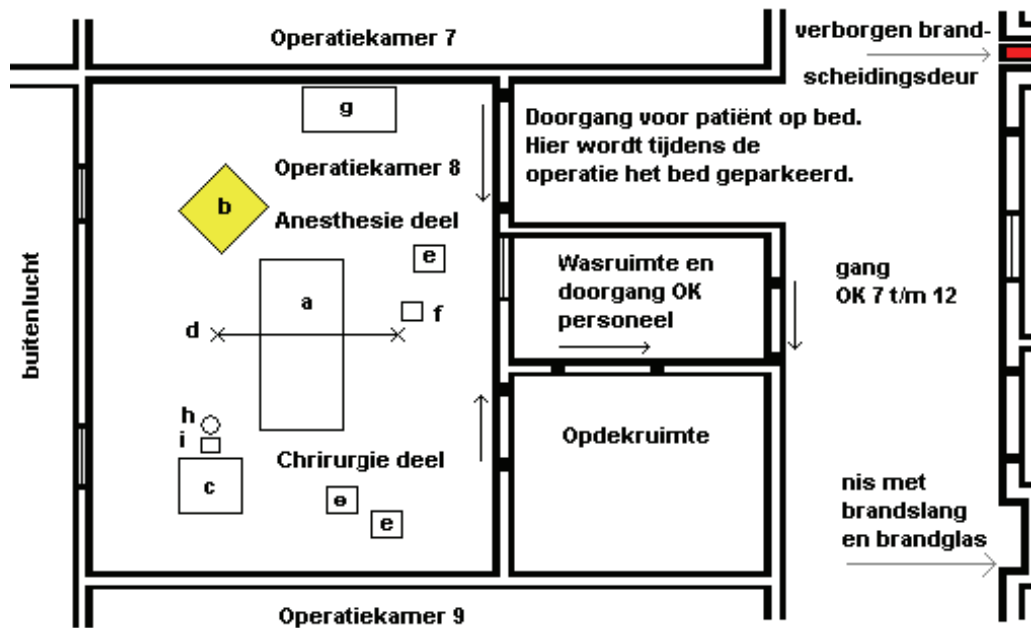 Operatiekamer 7
verborgen brand-
scheidingsdeur
g
Doorgang voor patiënt op bed.
Hier wordt tijdens de
operatie het bed geparkeerd.
Operatiekamer 8
b
Anesthesie deel
e
Wasruimte en
doorgang OK
personeel
gang
OK 7 t/m 12
buitenlucht
a
f
d
h
i
Chrirurgie deel
Opdekruimte
c
e
e
nis met
brandslang
en brandglas
Operatiekamer 9